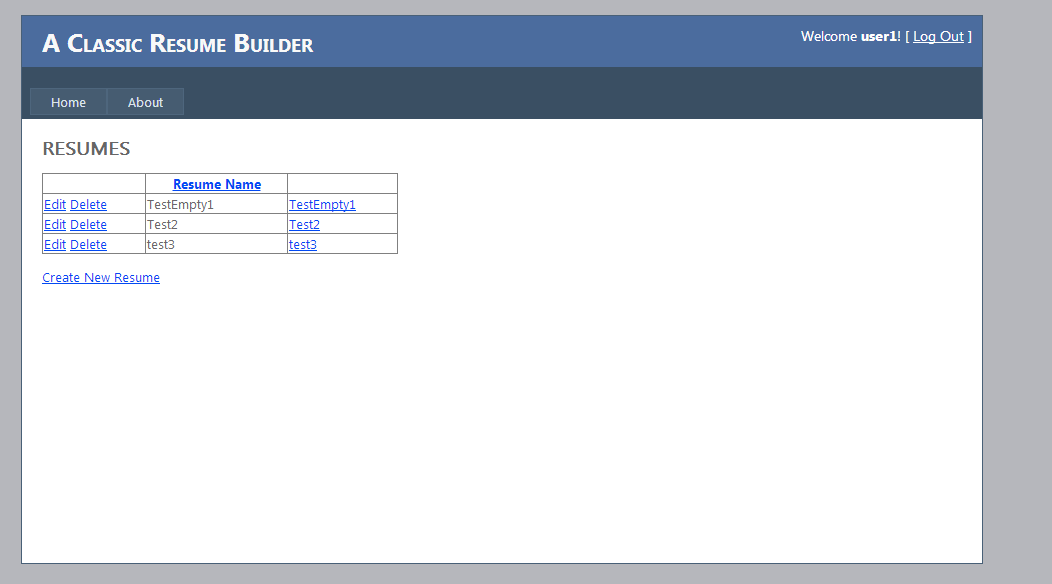 A Classic Resume Builder
Welcome user1! [ Log Out ]
Home About
RESUMES
Resume Name
Edit Delete TestEmpty1 TestEmpty1
Edit Delete Test2 Test2
Edit Delete test3 test3
Create New Resume